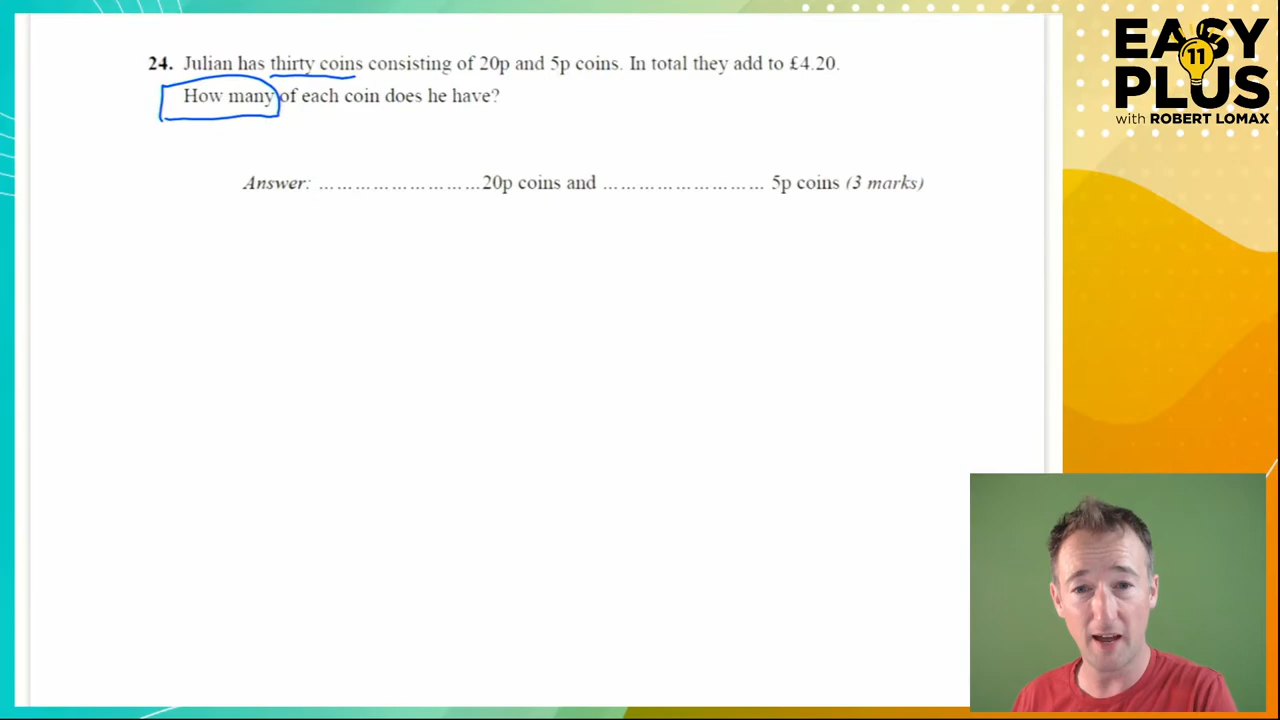 24. Julian has thirty coins consisting of 20p and 5p coins. In total they add to £4.20.
How many of each coin does he have?
Answer: ……………………… 20p coins and ……………………… 5p coins (3 marks)
EASY
11
PLUS
with ROBERT LOMAX